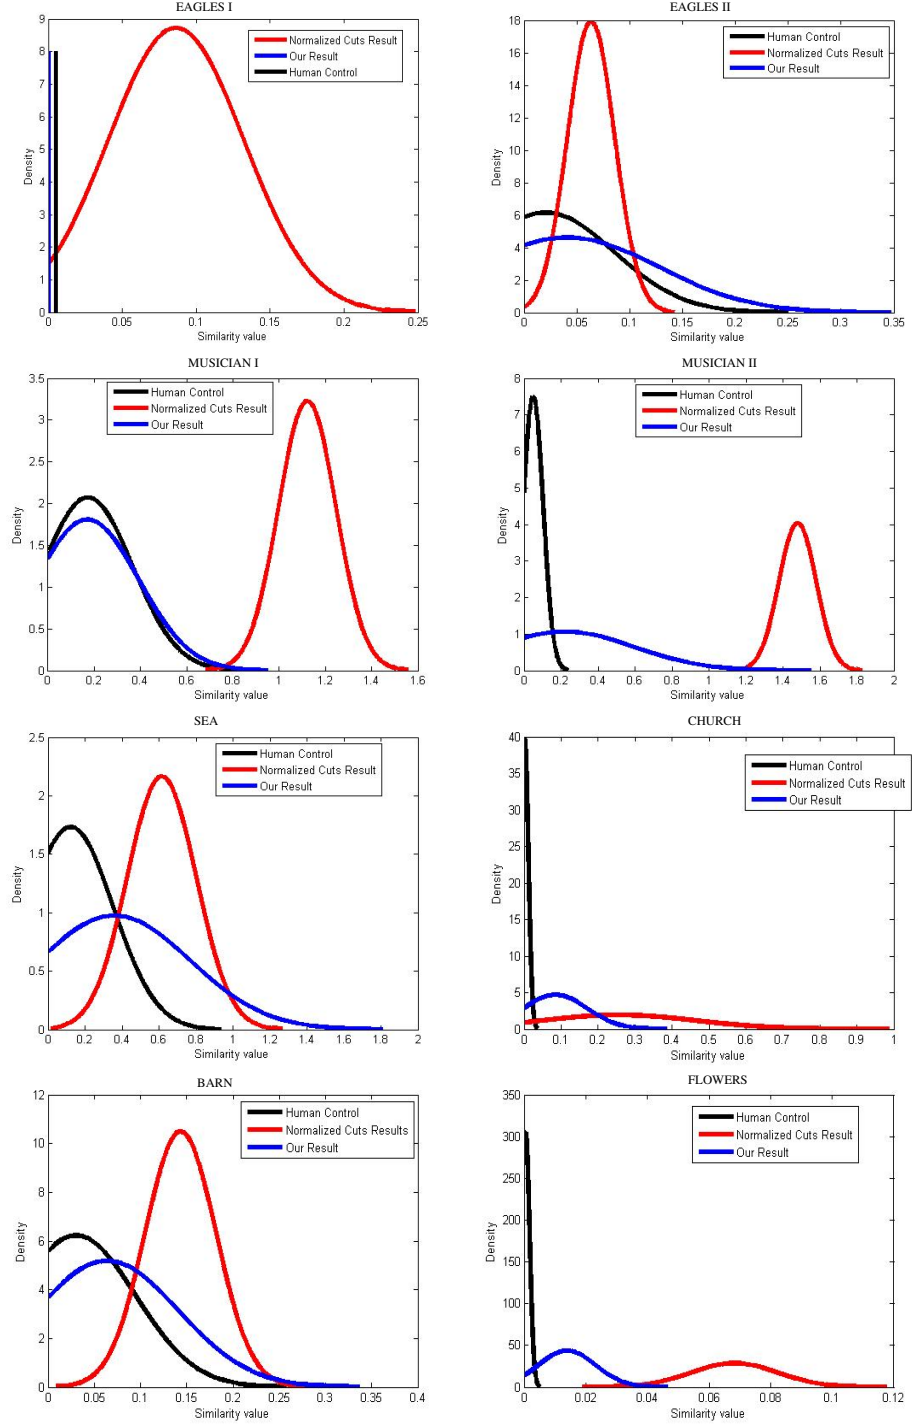 EAGLES I
9
8
7
6
5
4
3
2
1
0
Density
Normalized Cuts Result
Our Result
Human Control
0 0.05 0.1 0.15 0.2 0.25
Similarity value
EAGLES II
18
16
14
12
10
8
6
4
2
0
Density
Human Control
Normalized Cuts Result
Our Result
0 0.05 0.1 0.15 0.2 0.25 0.3 0.35
Similarity value
MUSICIAN I
3.5
3
2.5
2
1.5
1
0.5
0
Density
Human Control
Normalized Cuts Result
Our Result
0 0.2 0.4 0.6 0.8 1 1.2 1.4 1.6
Similarity value
MUSICIAN II
8
7
6
5
4
3
2
1
0
Density
Human Control
Normalized Cuts Result
Our Result
0 0.2 0.4 0.6 0.8 1 1.2 1.4 1.6 1.8 2
Similarity value
SEA
2.5
2
1.5
1
0.5
0
Density
Human Control
Normalized Cuts Result
Our Result
0 0.2 0.4 0.6 0.8 1 1.2 1.4 1.6 1.8 2
Similarity value
CHURCH
40
35
30
25
20
15
10
5
0
Density
Human Control
Normalized Cuts Result
Our Result
0 0.1 0.2 0.3 0.4 0.5 0.6 0.7 0.8 0.9 1
Similarity value
BARN
12
10
8
6
4
2
0
Density
Human Control
Normalized Cuts Results
Our Result
0 0.05 0.1 0.15 0.2 0.25 0.3 0.35 0.4
Similarity value
FLOWERS
350
300
250
200
150
100
50
0
Density
Human Control
Normalized Cuts Result
Our Result
0 0.02 0.04 0.06 0.08 0.1 0.12
Similarity value